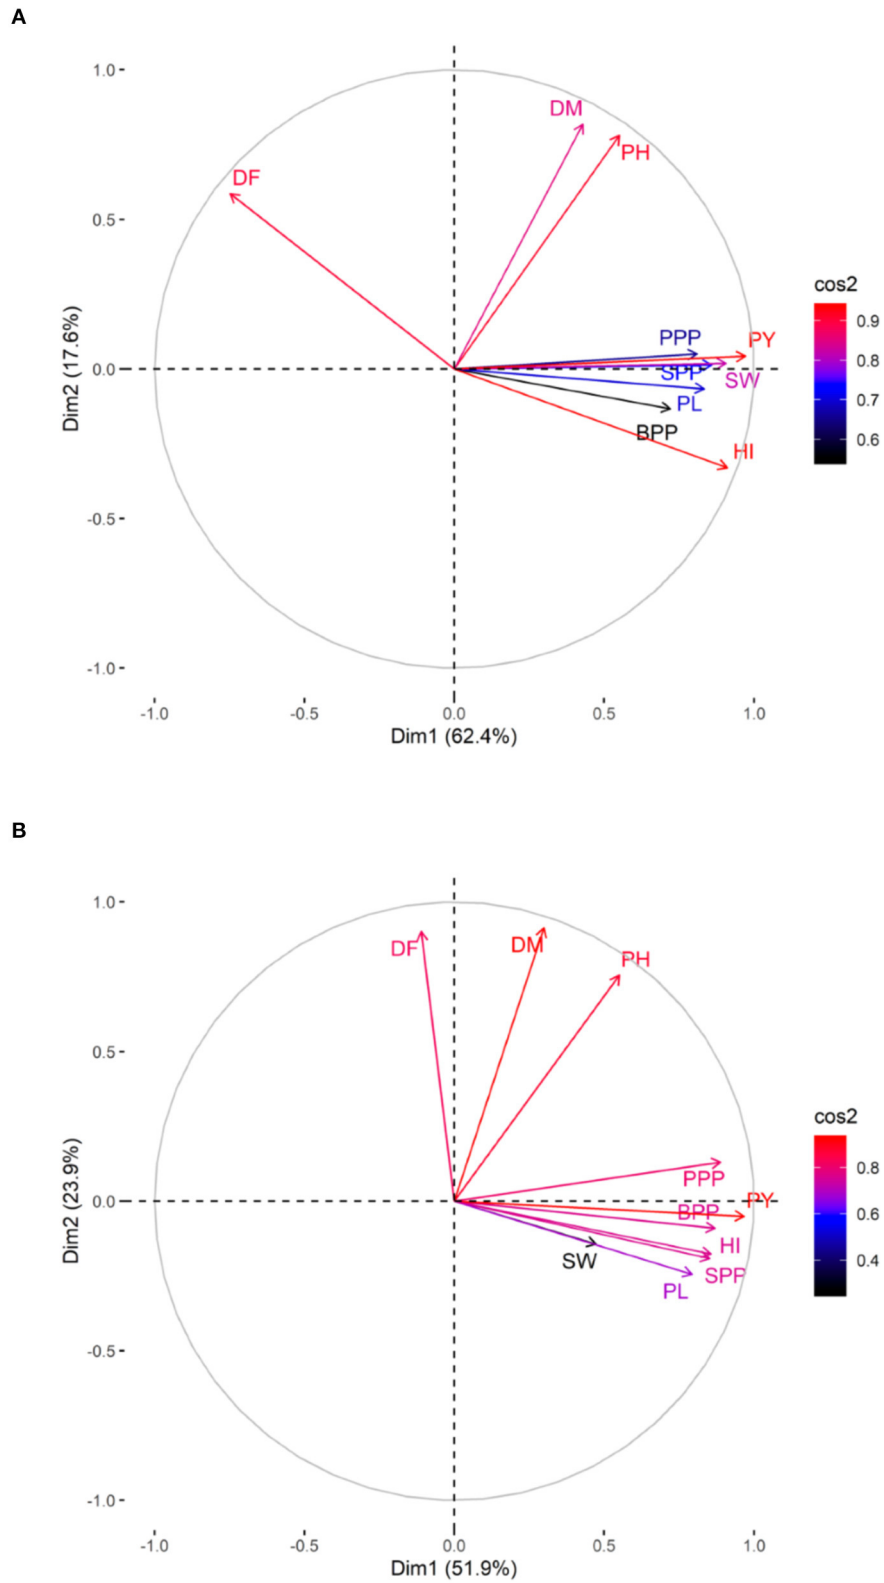 A
1.0
0.5
0.0
-0.5
-1.0
Dim2 (17.6%)
DM
PH
DF
PPP
PY
SPP
SW
PL
BPP
HI
cos2
0.9
0.8
0.7
0.6
-1.0
-0.5
0.0
0.5
1.0
Dim1 (62.4%)
B
1.0
0.5
0.0
-0.5
-1.0
Dim2 (23.9%)
DF
DM
PH
PPP
PY
BPP
HI
SW
SPP
PL
cos2
0.8
0.6
0.4
-1.0
-0.5
0.0
0.5
1.0
Dim1 (51.9%)